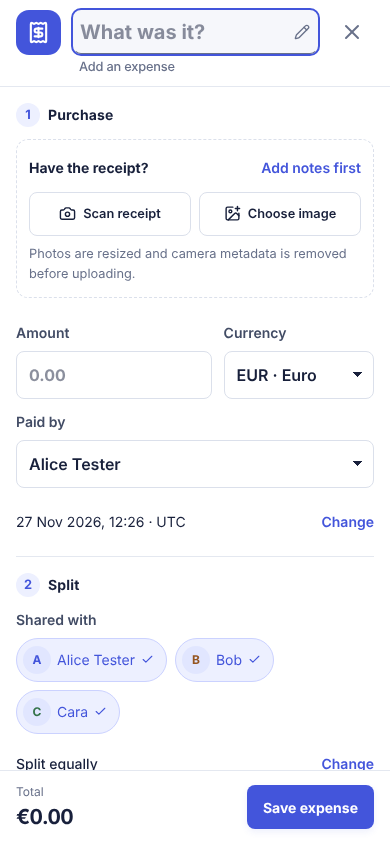 What was it?
Add an expense
1 Purchase
Have the receipt? Add notes first
Scan receipt Choose image
Photos are resized and camera metadata is removed
before uploading.
Amount Currency
0.00 EUR · Euro
Paid by
Alice Tester
27 Nov 2026, 12:26 · UTC Change
2 Split
Shared with
A Alice Tester B Bob
C Cara
Split equally Change
Total
€0.00 Save expense